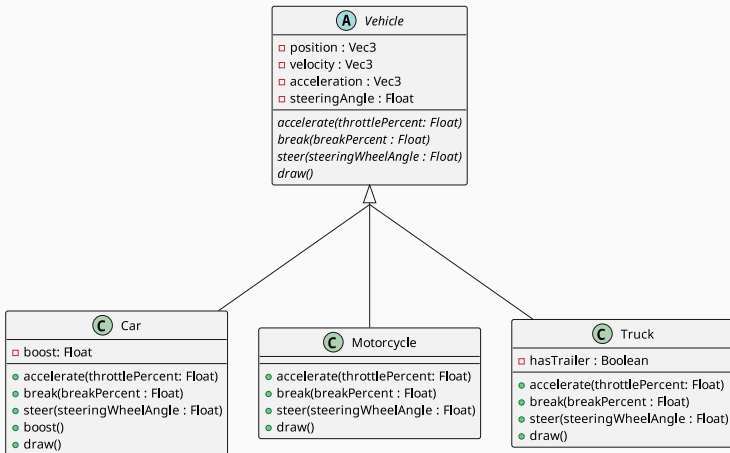 A Vehicle
position : Vec3
velocity : Vec3
acceleration : Vec3
steeringAngle : Float
accelerate(throttlePercent: Float)
break(breakPercent : Float)
steer(steeringWheelAngle : Float)
draw()
C Car
boost: Float
accelerate(throttlePercent: Float)
break(breakPercent : Float)
steer(steeringWheelAngle : Float)
boost()
draw()
C Motorcycle
accelerate(throttlePercent: Float)
break(breakPercent : Float)
steer(steeringWheelAngle : Float)
draw()
C Truck
hasTrailer : Boolean
accelerate(throttlePercent: Float)
break(breakPercent : Float)
steer(steeringWheelAngle : Float)
draw()